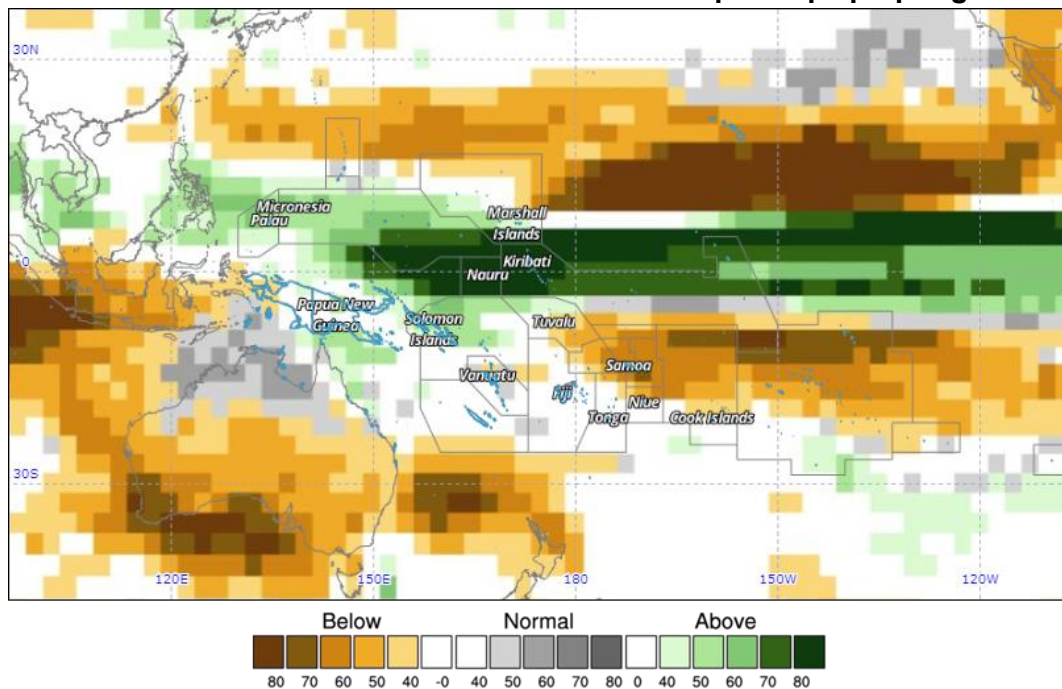 30N
Micronesia
Palau
Marshall
Islands
0
Kiribati
Nauru
Papua New
Guinea
Solomon
Islands
Tuvalu
Samoa
Vanuatu
Fiji
Niue
Tonga
Cook Islands
30S
120E 150E 180 150W 120W
Below Normal Above
80 70 60 50 40 -0 40 50 60 70 80 0 40 50 60 70 80